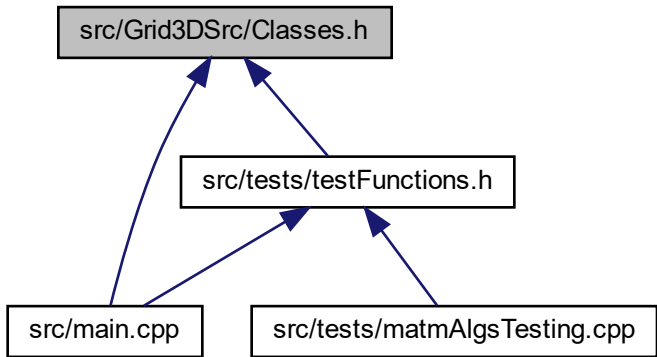 src/Grid3DSrc/Classes.h
src/tests/testFunctions.h
src/main.cpp
src/tests/matmAlgsTesting.cpp